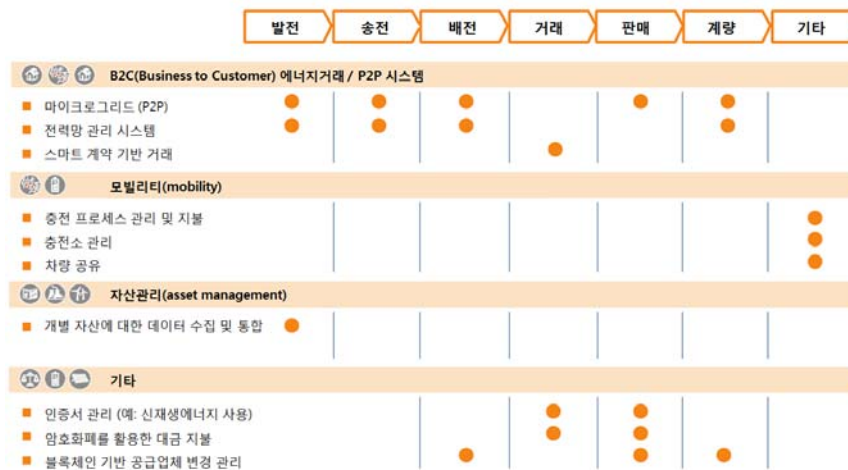 발전 송전 배전 거래 판매 계량 기타
B2C(Business to Customer) 에너지거래 / P2P 시스템
마이크로그리드 (P2P)
전력망 관리 시스템
스마트 계약 기반 거래
모빌리티(mobility)
충전 프로세스 관리 및 지불
충전소 관리
차량 공유
자산관리(asset management)
개별 자산에 대한 데이터 수집 및 통합
기타
인증서 관리 (예: 신재생에너지 사용)
암호화폐를 활용한 대금 지불
블록체인 기반 공급업체 변경 관리